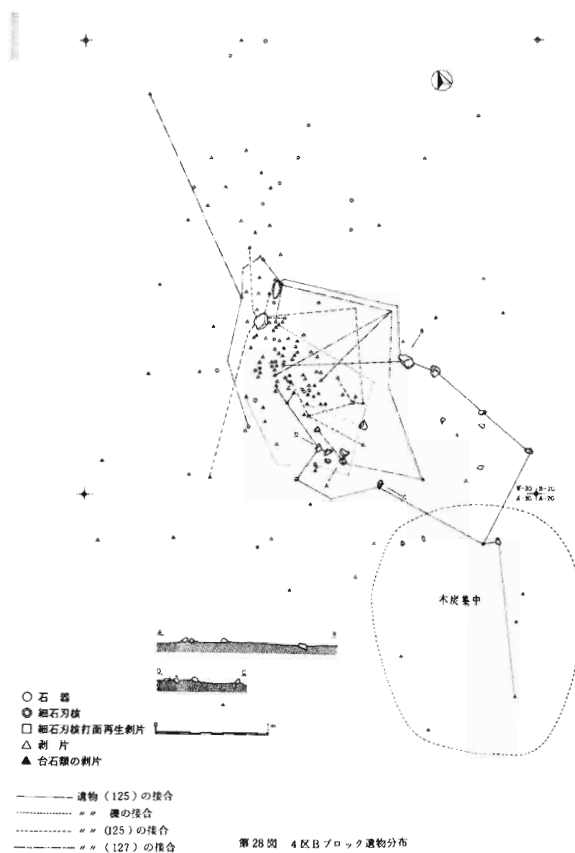 木炭集中
○ 石 器
◎ 細石刃核
□ 細石刃核打面再生剥片
△ 剥 片
▲ 台石類の剥片
遺物(125)の接合
〃〃 礫の接合
〃〃 (125)の接合
〃〃 (127)の接合
第28図 4区Bブロック遺物分布